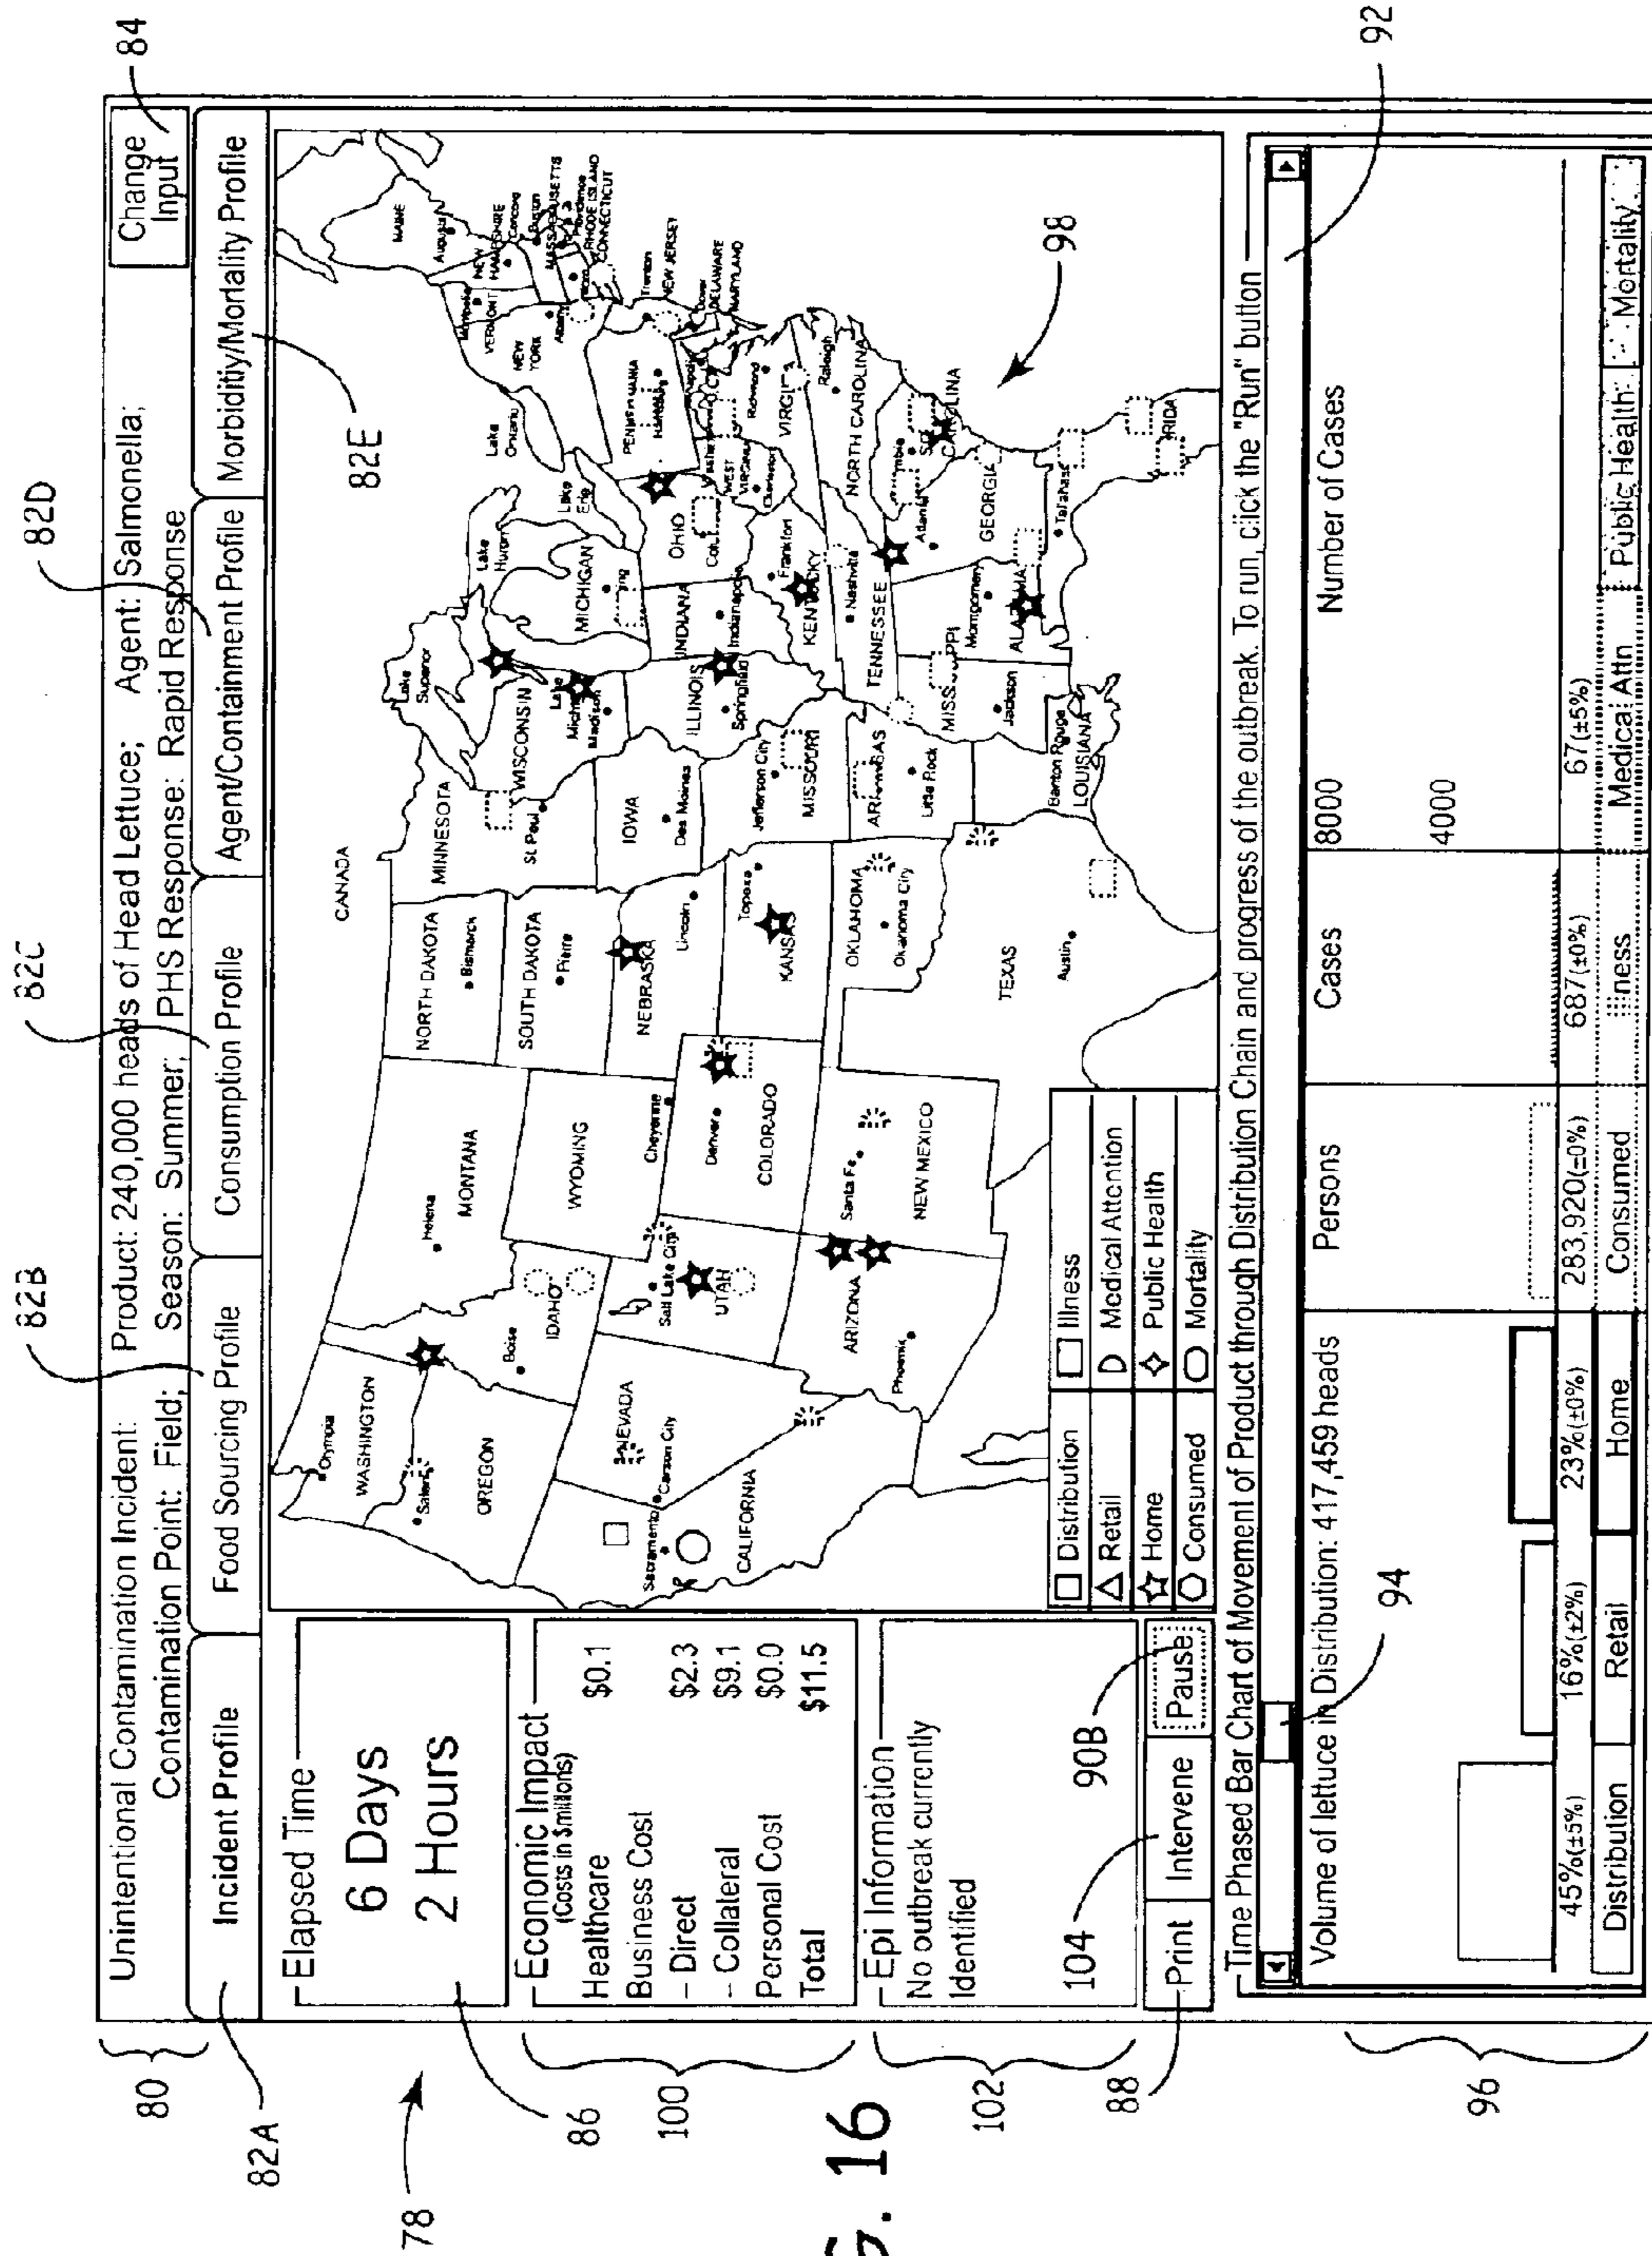 Unintentional Contamination Incident: Product: 240,000 heads of Head Lettuce; Agent: Salmonella;
Contamination Point: Field; Season: Summer; PHS Response: Rapid Response
Change
Input
84
80
82A
82B
82C
82D
82E
Incident Profile
Food Sourcing Profile
Consumption Profile
Agent/Containment Profile
Morbiditiy/Mortality Profile
78
Elapsed Time
6 Days
2 Hours
86
Economic Impact
(Costs in $millions)
Healthcare $0.1
Business Cost
– Direct $2.3
– Collateral $9.1
Personal Cost $0.0
Total $11.5
100
Epi Information
No outbreak currently
Identified
102
104
90B
88
Print
Intervene
Pause
CANADA
WASHINGTON
Olympia
Salem
OREGON
IDAHO
Boise
MONTANA
Helena
WYOMING
Cheyenne
NEVADA
Carson City
Sacramento
CALIFORNIA
UTAH
Salt Lake City
ARIZONA
Phoenix
COLORADO
Denver
NEW MEXICO
Santa Fe
NORTH DAKOTA
Bismarck
SOUTH DAKOTA
Pierre
NEBRASKA
Lincoln
KANSAS
Topeka
OKLAHOMA
Oklahoma City
TEXAS
Austin
MINNESOTA
St Paul
IOWA
Des Moines
Jefferson City
MISSOURI
Little Rock
Banton Rouga
LOUISIANA
WISCONSIN
Madison
Lake
Superior
ILLINOIS
Springfield
INDIANA
Indianapolis
MICHIGAN
Lake
Huron
Lake
Erie
Lake
Ontario
OHIO
KENTUCKY
Frankfort
TENNESSEE
Nashville
Jackson
ALABAMA
Montgomery
GEORGIA
Tallahass
NORTH CAROLINA
Raleigh
WEST
VIRGINIA
Charleston
Richmond
NEW
YORK
VERMONT
NEW
HAMPSHIRE
Concord
MAINE
Augusta
MASSACHUSETTS
RHODE ISLAND
CONNECTICUT
Trenton
NEW JERSEY
Dover
DELAWARE
MARYLAND
98
Distribution
Illness
Retail
Medical Attention
Home
Public Health
Consumed
Mortality
Time Phased Bar Chart of Movement of Product through Distribution Chain and progress of the outbreak. To run, click the "Run" button
92
94
Volume of lettuce in Distribution: 417,459 heads
Persons
Cases
Number of Cases
8000
4000
45%(±5%) 16%(±2%) 23%(±0%) 283,920(±0%) 687(±0%) 67(±5%)
Distribution Retail Home Consumed Illness Medical Attn Public Health Mortality
96
G. 16